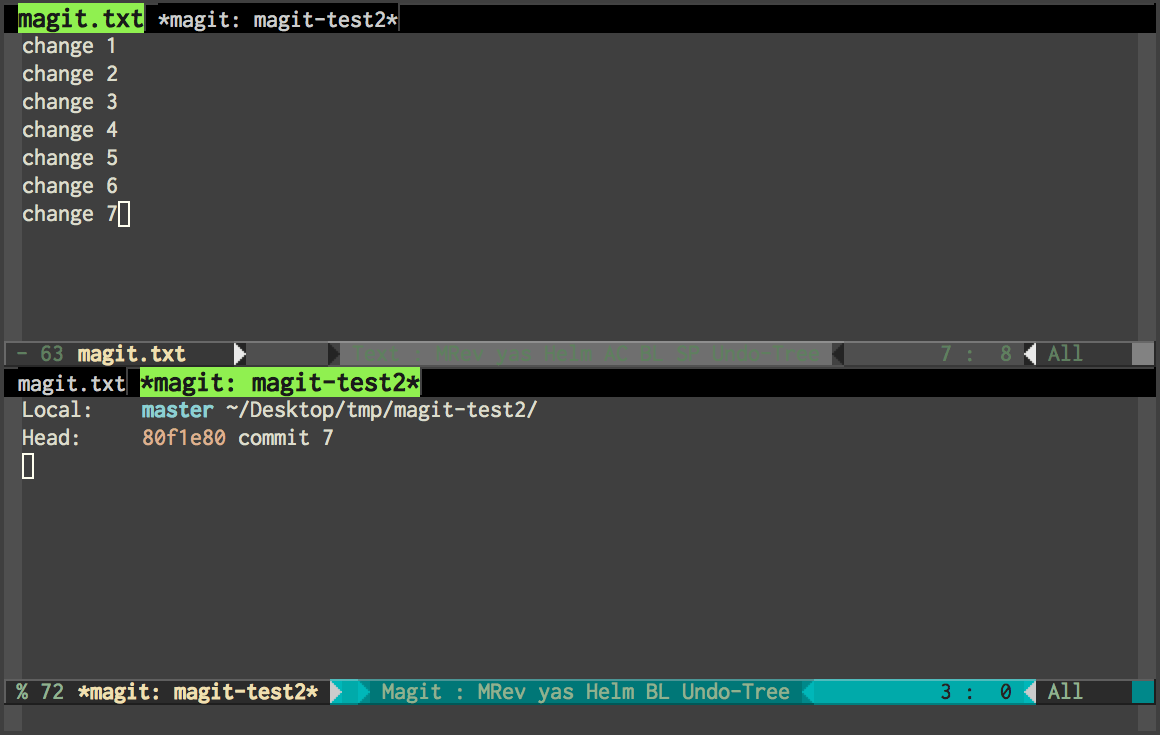 magit.txt *magit: magit-test2*
change 1
change 2
change 3
change 4
change 5
change 6
change 7
- 63 magit.txt Text : MRev yas Helm AC BL SP Undo-Tree 7 : 8 All
magit.txt *magit: magit-test2*
Local: master ~/Desktop/tmp/magit-test2/
Head: 80f1e80 commit 7
% 72 *magit: magit-test2* Magit : MRev yas Helm BL Undo-Tree 3 : 0 All